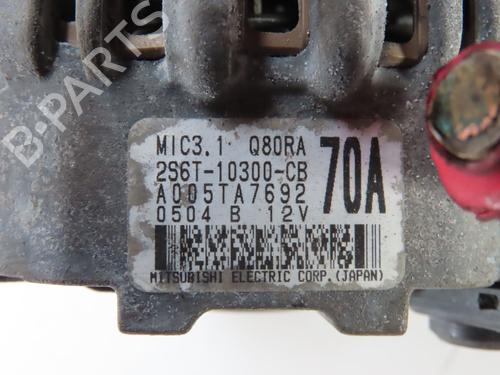 B-PARTS
MIC3.1 Q80RA
2S6T-10300-CB 70A
A005TA7692
0504 B 12V
MITSUBISHI ELECTRIC CORP.(JAPAN)